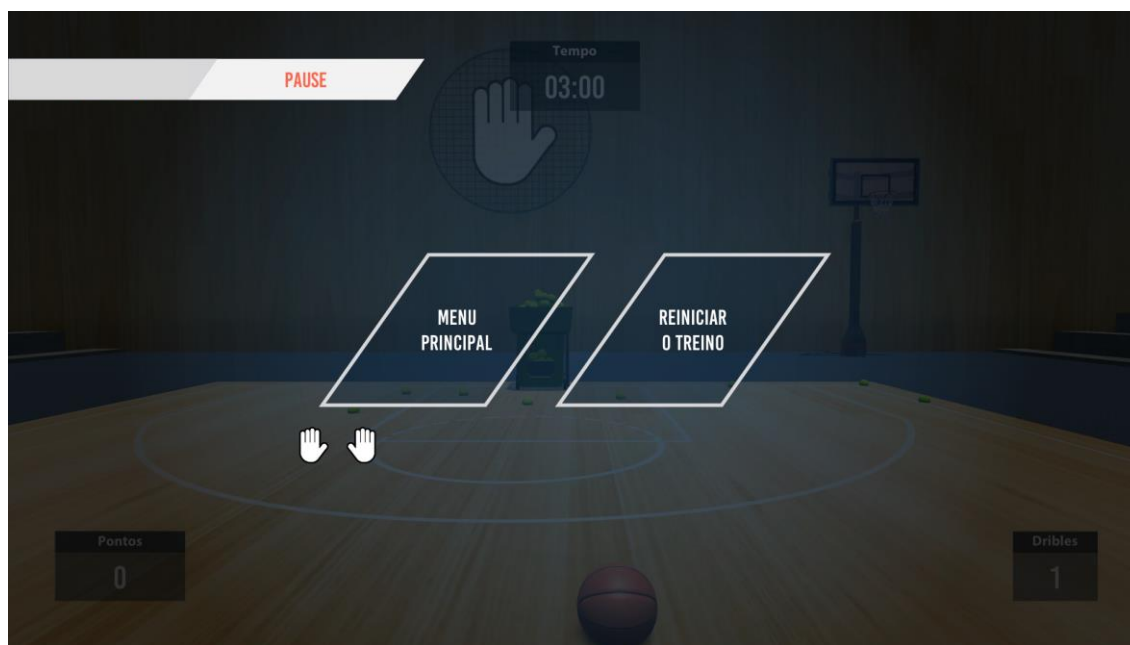 Tempo
PAUSE
03:00
MENU
PRINCIPAL
REINICIAR
O TREINO
Pontos
0
Dribles
1